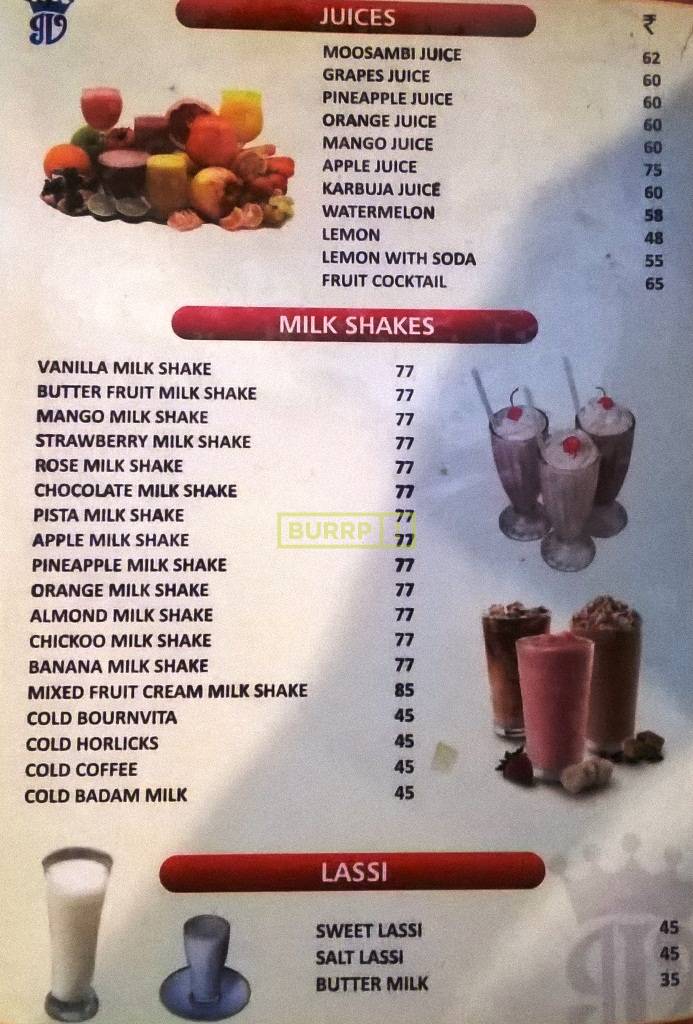 JUICES ₹
MOOSAMBI JUICE 62
GRAPES JUICE 60
PINEAPPLE JUICE 60
ORANGE JUICE 60
MANGO JUICE 60
APPLE JUICE 75
KARBUJA JUICE 60
WATERMELON 58
LEMON 48
LEMON WITH SODA 55
FRUIT COCKTAIL 65
MILK SHAKES
VANILLA MILK SHAKE 77
BUTTER FRUIT MILK SHAKE 77
MANGO MILK SHAKE 77
STRAWBERRY MILK SHAKE 77
ROSE MILK SHAKE 77
CHOCOLATE MILK SHAKE 77
PISTA MILK SHAKE 77
BURRP
APPLE MILK SHAKE 77
PINEAPPLE MILK SHAKE 77
ORANGE MILK SHAKE 77
ALMOND MILK SHAKE 77
CHICKOO MILK SHAKE 77
BANANA MILK SHAKE 77
MIXED FRUIT CREAM MILK SHAKE 85
COLD BOURNVITA 45
COLD HORLICKS 45
COLD COFFEE 45
COLD BADAM MILK 45
LASSI
SWEET LASSI 45
SALT LASSI 45
BUTTER MILK 35